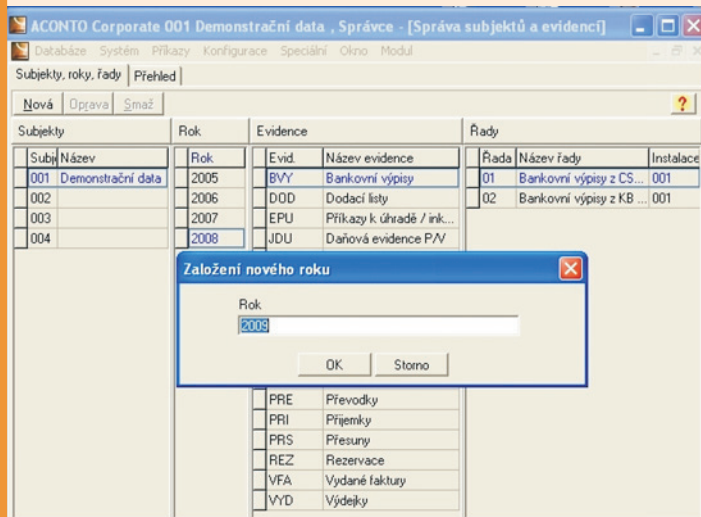 ACONTO Corporate 001 Demonstrační data , Správce - [Správa subjektů a evidencí]
Databáze Systém Příkazy Konfigurace Speciální Okno Modul
Subjekty, roky, řady Přehled
Nová Oprava Smaž ?
Subjekty Rok Evidence Řady
Subj Název Rok Evid. Název evidence Řada Název řady Instalace
001 Demonstrační data 2005 BVY Bankovní výpisy 01 Bankovní výpisy z CS... 001
002 2006 DOD Dodací listy 02 Bankovní výpisy z KB ... 001
003 2007 EPU Příkazy k úhradě / ink...
004 2008 JDU Daňová evidence P/V
Založení nového roku
Rok
2009
OK Storno
PRE Převodky
PRI Příjemky
PRS Přesuny
REZ Rezervace
VFA Vydané faktury
VYD Výdejky